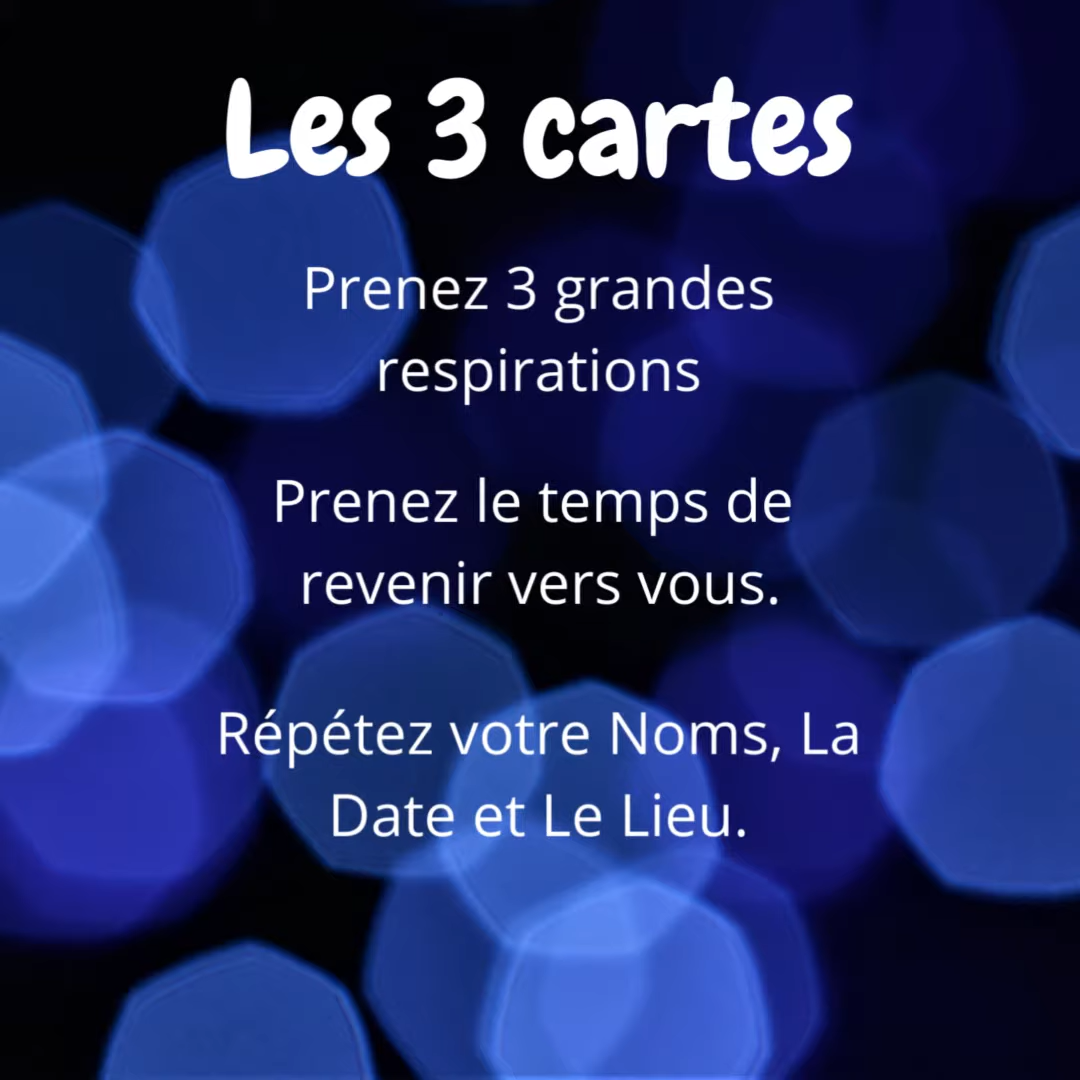 Les 3 cartes
Prenez 3 grandes
respirations
Prenez le temps de
revenir vers vous.
Répétez votre Noms, La
Date et Le Lieu.